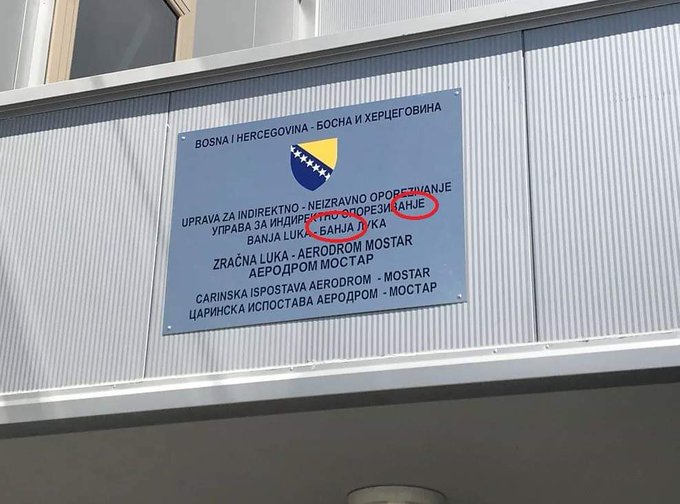 BOSNA I HERCEGOVINA - БОСНА И ХЕРЦЕГОВИНА
UPRAVA ZA INDIREKTNO - NEIZRAVNO OPOREZIVANJE
УПРАВА ЗА ИНДИРЕКТНО ОПОРЕЗИВАНЈЕ
BANJA LUKA - БАНЈА ЛУКА
ZRAČNA LUKA - AERODROM MOSTAR
АЕРОДРОМ МОСТАР
CARINSKA ISPOSTAVA AERODROM - MOSTAR
ЦАРИНСКА ИСПОСТАВА АЕРОДРОМ - МОСТАР